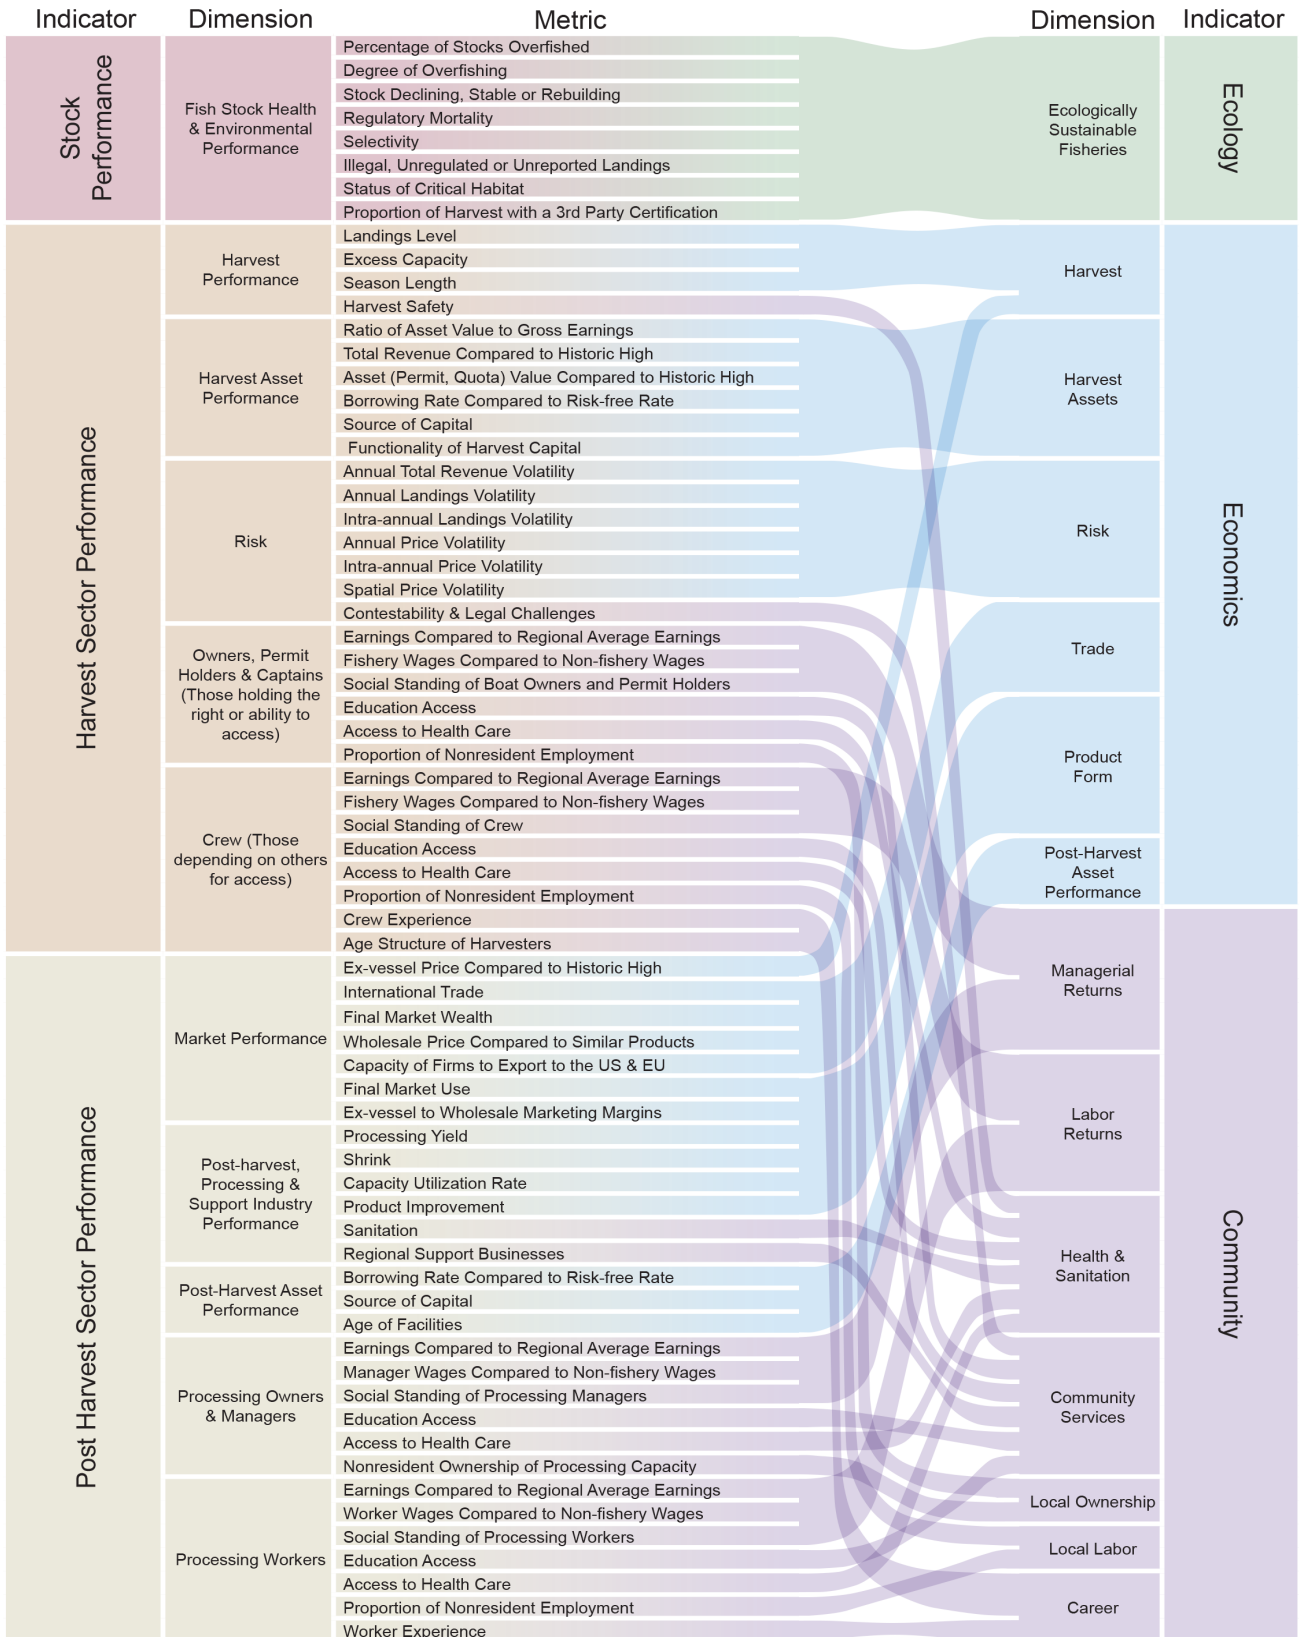 Indicator
Dimension
Metric
Dimension
Indicator
Stock
Performance
Fish Stock Health
& Environmental
Performance
Percentage of Stocks Overfished
Degree of Overfishing
Stock Declining, Stable or Rebuilding
Regulatory Mortality
Selectivity
Illegal, Unregulated or Unreported Landings
Status of Critical Habitat
Proportion of Harvest with a 3rd Party Certification
Ecologically
Sustainable
Fisheries
Ecology
Harvest Sector Performance
Harvest
Performance
Landings Level
Excess Capacity
Season Length
Harvest Safety
Harvest Asset
Performance
Ratio of Asset Value to Gross Earnings
Total Revenue Compared to Historic High
Asset (Permit, Quota) Value Compared to Historic High
Borrowing Rate Compared to Risk-free Rate
Source of Capital
Functionality of Harvest Capital
Risk
Annual Total Revenue Volatility
Annual Landings Volatility
Intra-annual Landings Volatility
Annual Price Volatility
Intra-annual Price Volatility
Spatial Price Volatility
Contestability & Legal Challenges
Owners, Permit
Holders & Captains
(Those holding the
right or ability to
access)
Earnings Compared to Regional Average Earnings
Fishery Wages Compared to Non-fishery Wages
Social Standing of Boat Owners and Permit Holders
Education Access
Access to Health Care
Proportion of Nonresident Employment
Crew (Those
depending on others
for access)
Earnings Compared to Regional Average Earnings
Fishery Wages Compared to Non-fishery Wages
Social Standing of Crew
Education Access
Access to Health Care
Proportion of Nonresident Employment
Crew Experience
Age Structure of Harvesters
Post Harvest Sector Performance
Market Performance
Ex-vessel Price Compared to Historic High
International Trade
Final Market Wealth
Wholesale Price Compared to Similar Products
Capacity of Firms to Export to the US & EU
Final Market Use
Ex-vessel to Wholesale Marketing Margins
Post-harvest,
Processing &
Support Industry
Performance
Processing Yield
Shrink
Capacity Utilization Rate
Product Improvement
Sanitation
Regional Support Businesses
Post-Harvest Asset
Performance
Borrowing Rate Compared to Risk-free Rate
Source of Capital
Age of Facilities
Processing Owners
& Managers
Earnings Compared to Regional Average Earnings
Manager Wages Compared to Non-fishery Wages
Social Standing of Processing Managers
Education Access
Access to Health Care
Nonresident Ownership of Processing Capacity
Processing Workers
Earnings Compared to Regional Average Earnings
Worker Wages Compared to Non-fishery Wages
Social Standing of Processing Workers
Education Access
Access to Health Care
Proportion of Nonresident Employment
Worker Experience
Harvest
Harvest
Assets
Risk
Trade
Product
Form
Post-Harvest
Asset
Performance
Economics
Managerial
Returns
Labor
Returns
Health &
Sanitation
Community
Services
Local Ownership
Local Labor
Career
Community